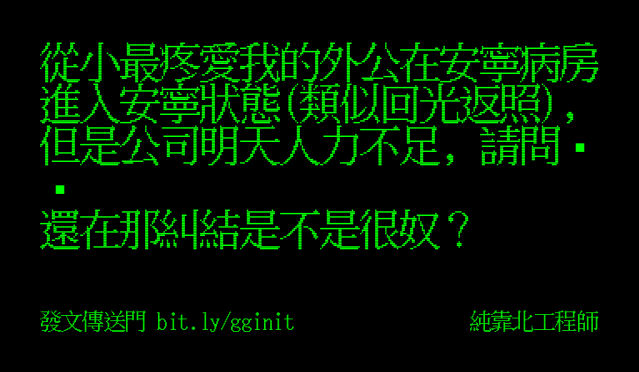 從小最疼愛我的外公在安寧病房
進入安寧狀態(類似回光返照),
但是公司明天人力不足, 請問▪
▪
還在那糾結是不是很奴?
發文傳送門 bit.ly/gginit 純靠北工程師